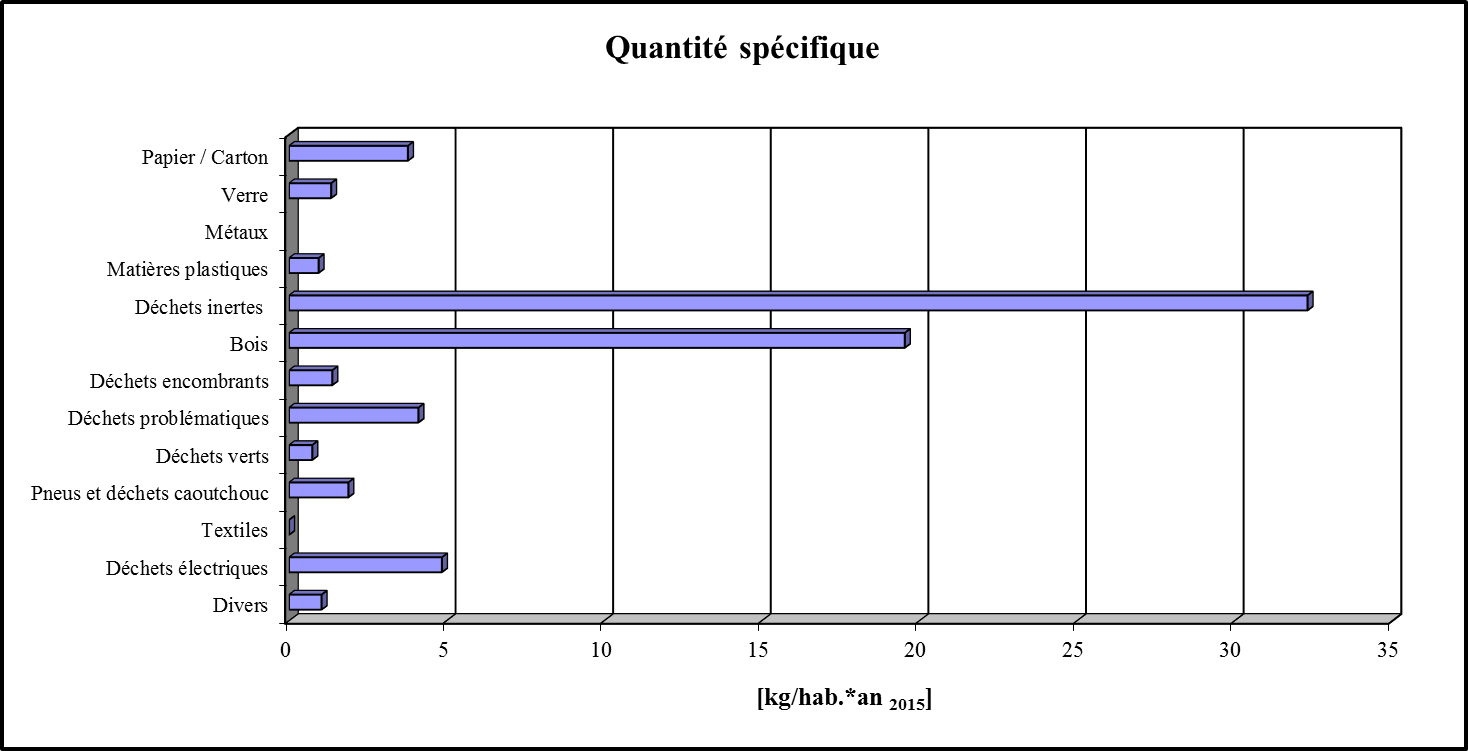 Quantité spécifique
Papier / Carton
Verre
Métaux
Matières plastiques
Déchets inertes
Bois
Déchets encombrants
Déchets problématiques
Déchets verts
Pneus et déchets caoutchouc
Textiles
Déchets électriques
Divers
0 5 10 15 20 25 30 35
[kg/hab.*an 2015]